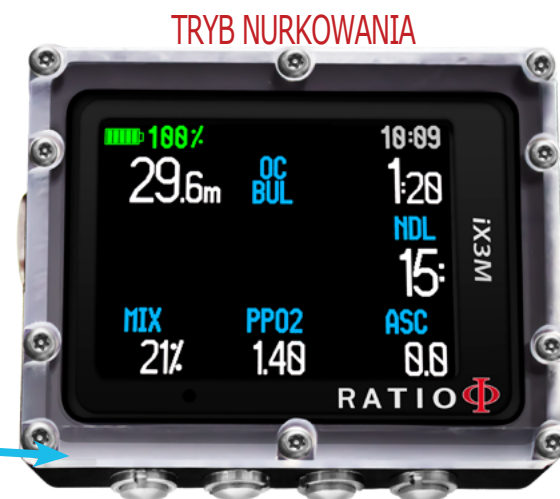 TRYB NURKOWANIA
100% 10:09
29.6m OC BUL 1:20
NDL
15:
MIX PPO2 ASC
21% 1.40 0.0
iX3M
RATIO